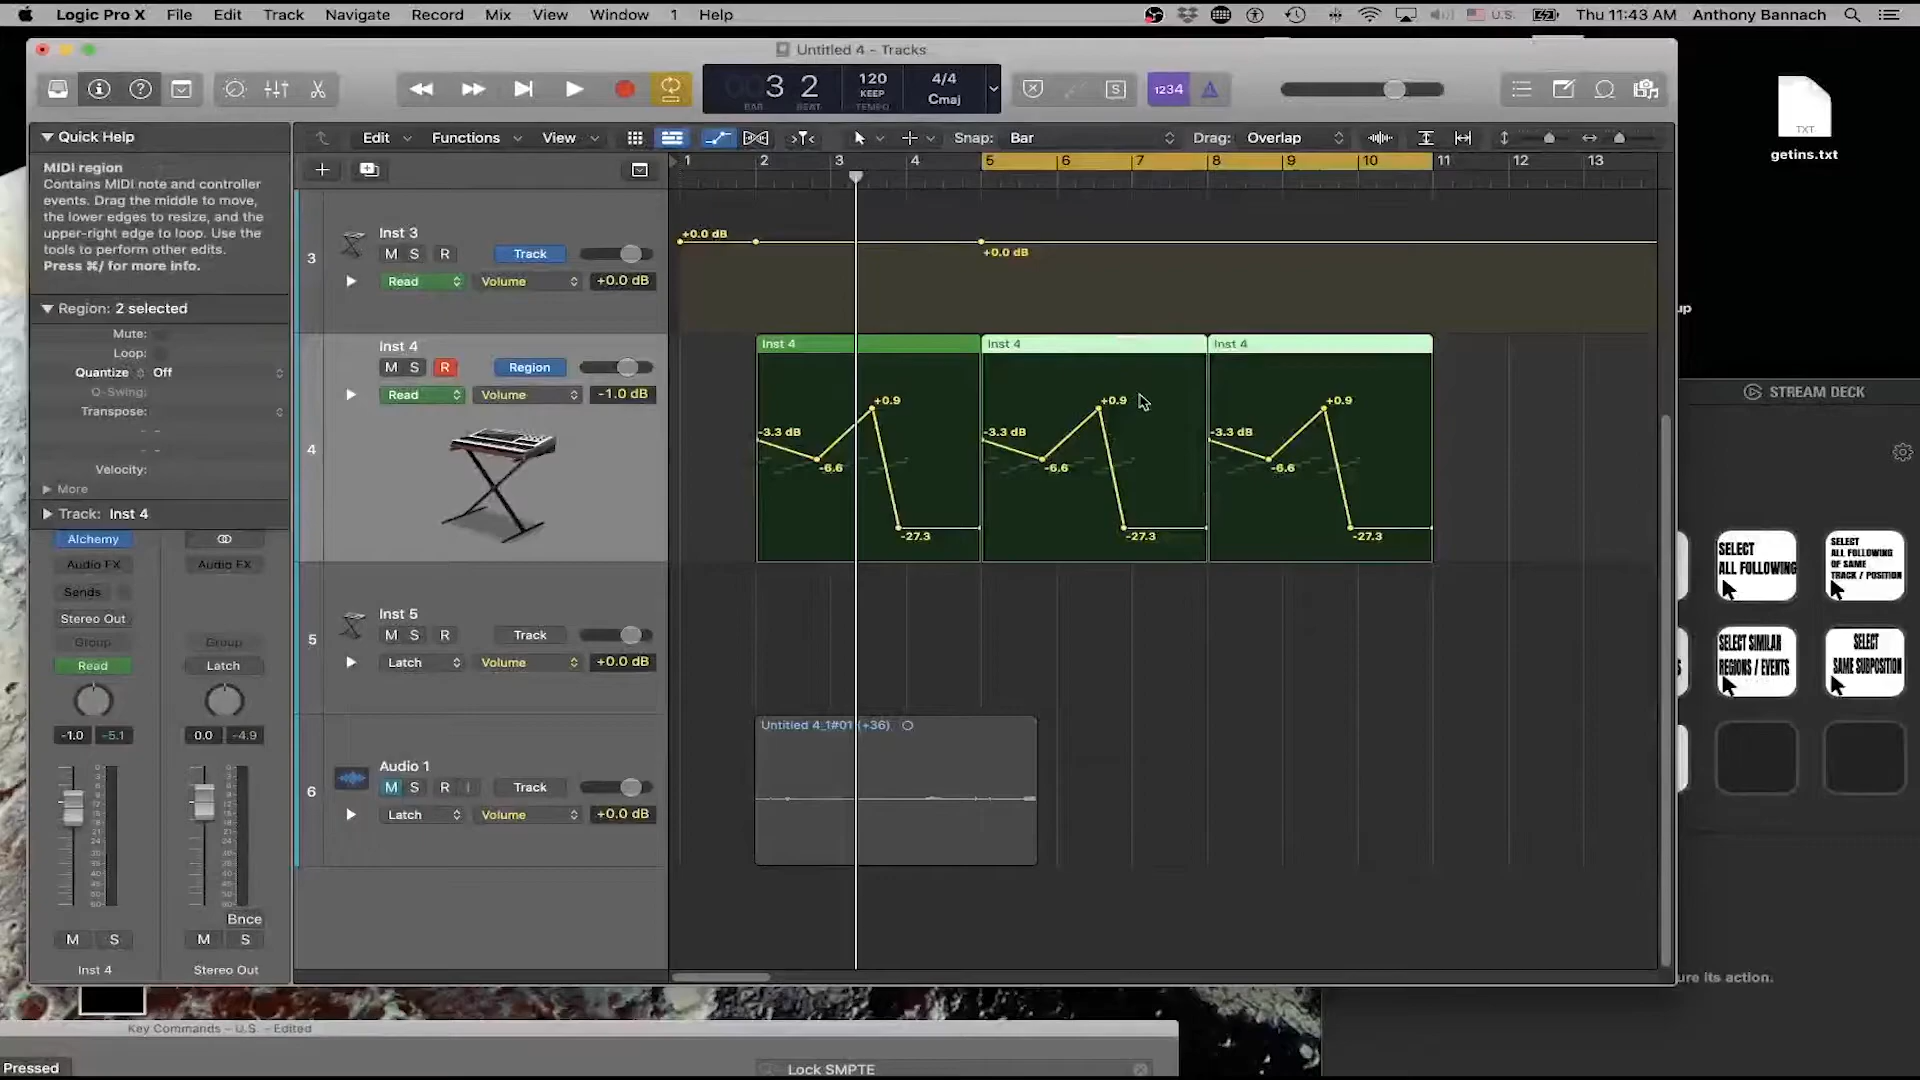 Logic Pro X File Edit Track Navigate Record Mix View Window 1 Help
U.S. Thu 11:43 AM Anthony Bannach
Untitled 4 - Tracks
3 2
BAR BEAT
120
KEEP
TEMPO
4/4
Cmaj
S
1234
Quick Help
MIDI region
Contains MIDI note and controller
events. Drag the middle to move,
the lower edges to resize, and the
upper-right edge to loop. Use the
tools to perform other edits.
Press ⌘/ for more info.
Region: 2 selected
Mute:
Loop:
Quantize Off
Q-Swing:
Transpose:
Velocity:
More
Track: Inst 4
Alchemy
Audio FX Audio FX
Sends
Stereo Out
Group Group
Read Latch
-1.0 -5.1 0.0 -4.9
Bnce
M S M S
Inst 4 Stereo Out
Edit Functions View Snap: Bar Drag: Overlap
1 2 3 4 5 6 7 8 9 10 11 12 13
3
Inst 3
M S R Track
Read Volume +0.0 dB
+0.0 dB
+0.0 dB
4
Inst 4
M S R Region
Read Volume -1.0 dB
Inst 4 Inst 4 Inst 4
+0.9 +0.9 +0.9
-3.3 dB -3.3 dB -3.3 dB
-6.6 -6.6 -6.6
-27.3 -27.3 -27.3
5
Inst 5
M S R Track
Latch Volume +0.0 dB
6
Audio 1
M S R I Track
Latch Volume +0.0 dB
Untitled 4_1#01 (+36)
TXT
getins.txt
up
STREAM DECK
SELECT
ALL FOLLOWING
SELECT
ALL FOLLOWING
OF SAME
TRACK / POSITION
S
SELECT SIMILAR
REGIONS / EVENTS
SELECT
SAME SUBPOSITION
ure its action.
Key Commands - U.S. - Edited
Pressed
Lock SMPTE